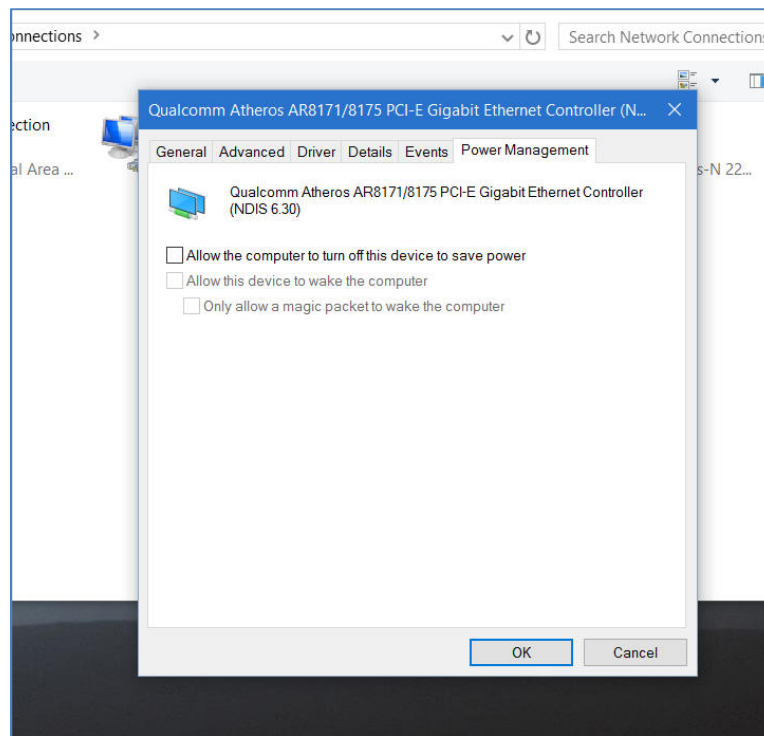 onnections >
Search Network Connections
ection
al Area ...
s-N 22...
Qualcomm Atheros AR8171/8175 PCI-E Gigabit Ethernet Controller (N...
General Advanced Driver Details Events Power Management
Qualcomm Atheros AR8171/8175 PCI-E Gigabit Ethernet Controller
(NDIS 6.30)
Allow the computer to turn off this device to save power
Allow this device to wake the computer
Only allow a magic packet to wake the computer
OK Cancel